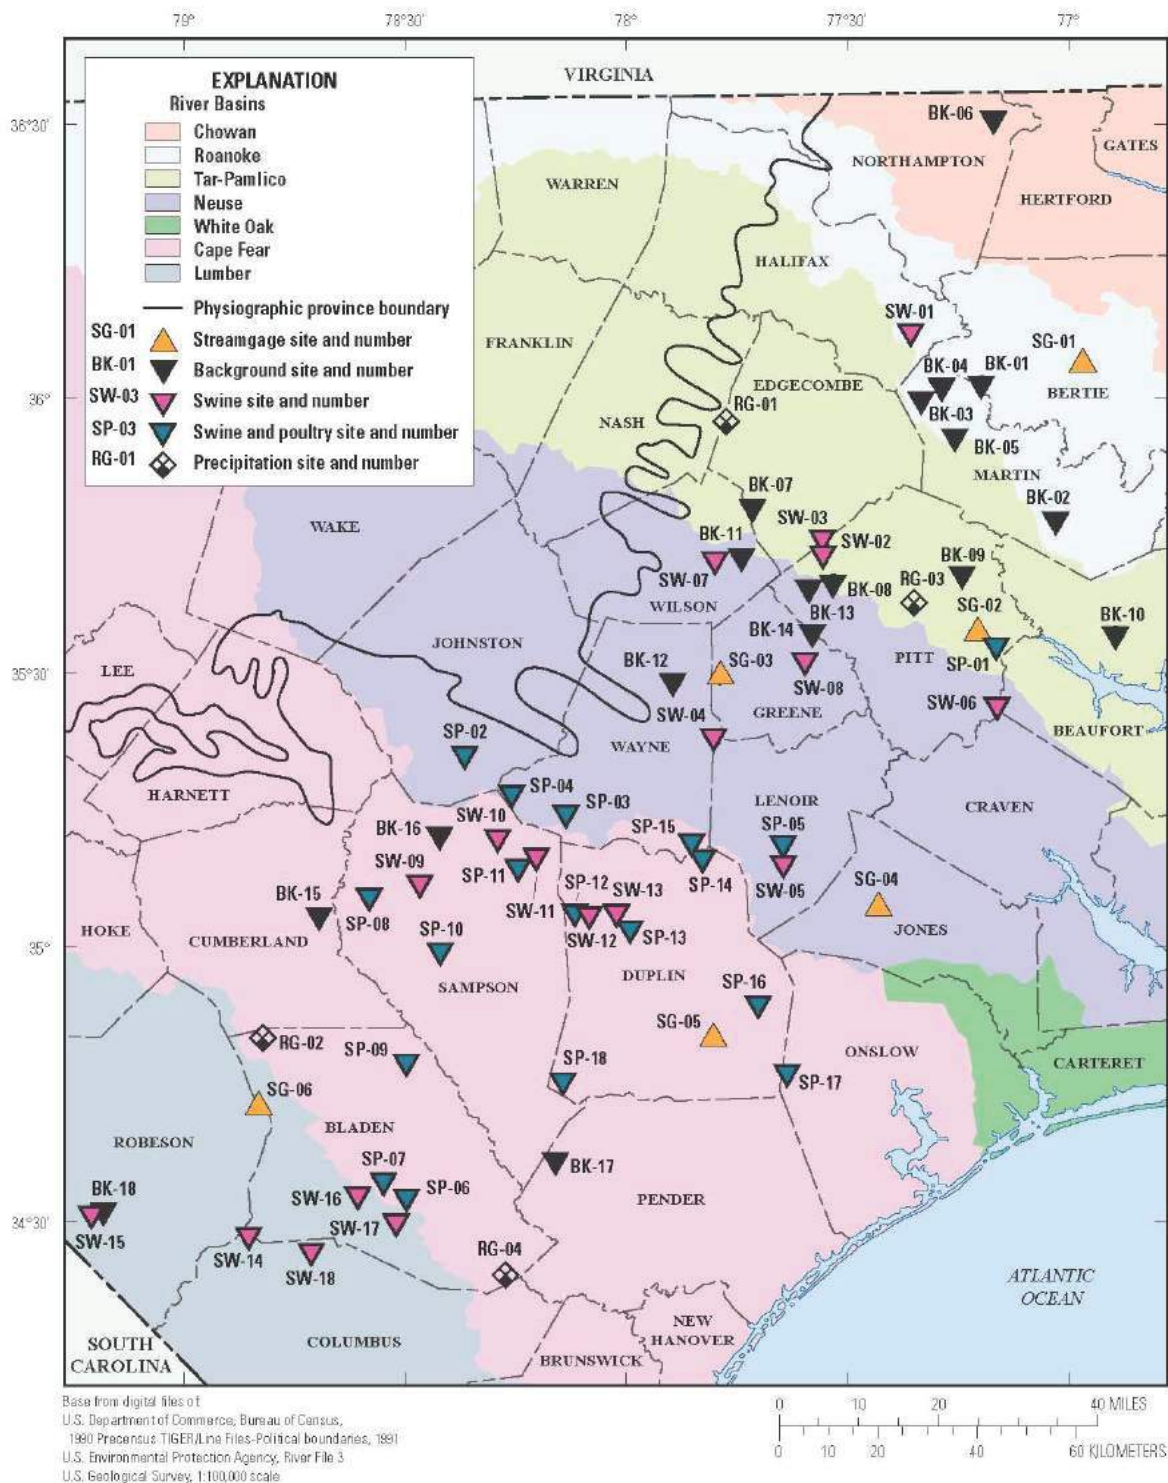 79°
78°30'
78°
77°30'
77°
36°30'
36°
35°30'
35°
34°30'
EXPLANATION
River Basins
Chowan
Roanoke
Tar-Pamlico
Neuse
White Oak
Cape Fear
Lumber
Physiographic province boundary
SG-01 Streamgage site and number
BK-01 Background site and number
SW-03 Swine site and number
SP-03 Swine and poultry site and number
RG-01 Precipitation site and number
VIRGINIA
BK-06
GATES
NORTHAMPTON
WARREN
HERTFORD
HALIFAX
SW-01
SG-01
FRANKLIN
BK-04
BK-01
EDGECOMBE
BERTIE
RG-01
BK-03
NASH
BK-05
MARTIN
BK-07
BK-02
SW-03
WAKE
BK-11
SW-02
BK-09
RG-03
SW-07
BK-08
WILSON
SG-02
BK-13
BK-10
JOHNSTON
BK-14
PITT
BK-12
SG-03
SP-01
LEE
SW-08
SW-06
SW-04
GREENE
SP-02
WAYNE
BEAUFORT
SP-04
HARNETT
SP-03
LENOIR
CRAVEN
SW-10
BK-16
SP-15
SP-05
SW-09
SP-11
SP-14
SW-05
SP-12
SW-13
SG-04
BK-15
SP-08
SW-11
HOKE
SP-10
SW-12
SP-13
JONES
CUMBERLAND
DUPLIN
SAMPSON
SP-16
SG-05
RG-02
SP-09
ONSLOW
SP-18
CARTERET
SP-17
SG-06
BLADEN
ROBESON
SP-07
BK-17
BK-18
SW-16
SP-06
PENDER
SW-17
SW-15
SW-14
RG-04
SW-18
ATLANTIC
OCEAN
NEW
HANOVER
COLUMBUS
SOUTH
CAROLINA
BRUNSWICK
Base from digital files of:
U.S. Department of Commerce, Bureau of Census,
1990 Precensus TIGER/Line Files-Political boundaries, 1991
U.S. Environmental Protection Agency, River File 3
U.S. Geological Survey, 1:100,000 scale
0 10 20 40 MILES
0 10 20 40 60 KILOMETERS